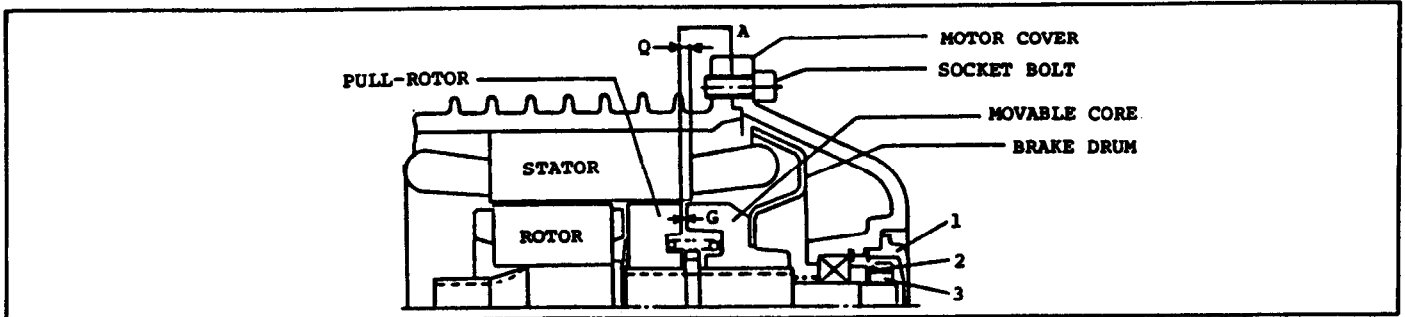 A
Q
MOTOR COVER
SOCKET BOLT
PULL-ROTOR
MOVABLE CORE
BRAKE DRUM
STATOR
G
1
ROTOR
2
3